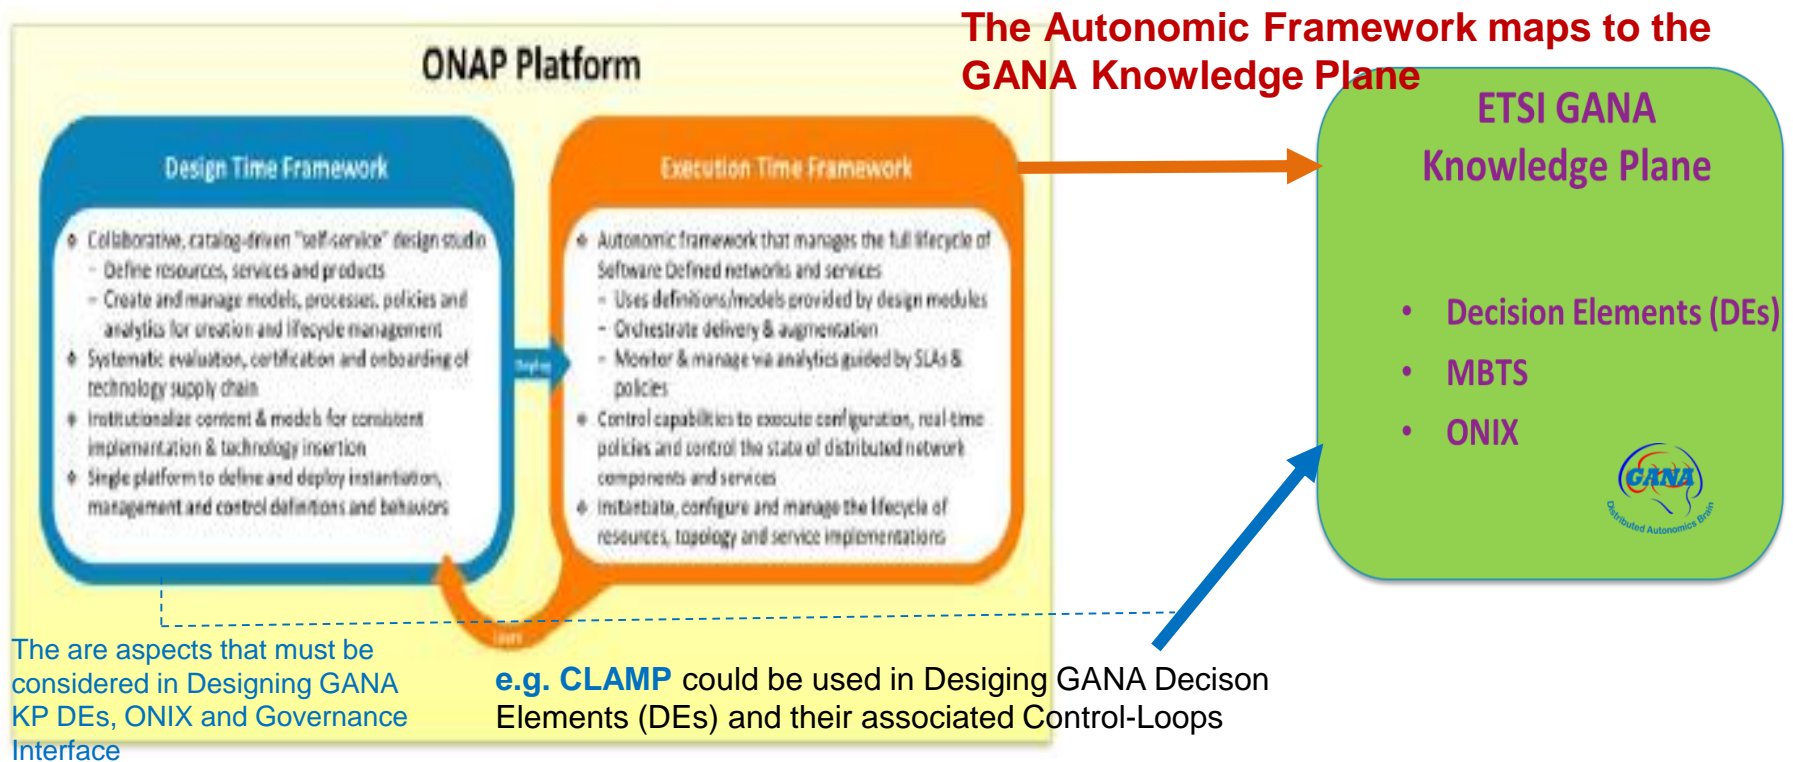 The Autonomic Framework maps to the
GANA Knowledge Plane
ONAP Platform
Design Time Framework
❖ Collaborative, catalog-driven "self-service" design studio
– Define resources, services and products
– Create and manage models, processes, policies and
analytics for creation and lifecycle management
❖ Systematic evaluation, certification and onboarding of
technology supply chain
❖ Institutionalize content & models for consistent
implementation & technology insertion
❖ Single platform to define and deploy instantiation,
management and control definitions and behaviors
Deploy
Execution Time Framework
❖ Autonomic framework that manages the full lifecycle of
Software Defined networks and services
– Uses definitions/models provided by design modules
– Orchestrate delivery & augmentation
– Monitor & manage via analytics guided by SLAs &
policies
❖ Control capabilities to execute configuration, real-time
policies and control the state of distributed network
components and services
❖ Instantiate, configure and manage the lifecycle of
resources, topology and service implementations
Learn
ETSI GANA
Knowledge Plane
• Decision Elements (DEs)
• MBTS
• ONIX
GANA
Distributed Autonomics Brain
The are aspects that must be
considered in Designing GANA
KP DEs, ONIX and Governance
Interface
e.g. CLAMP could be used in Desiging GANA Decison
Elements (DEs) and their associated Control-Loops